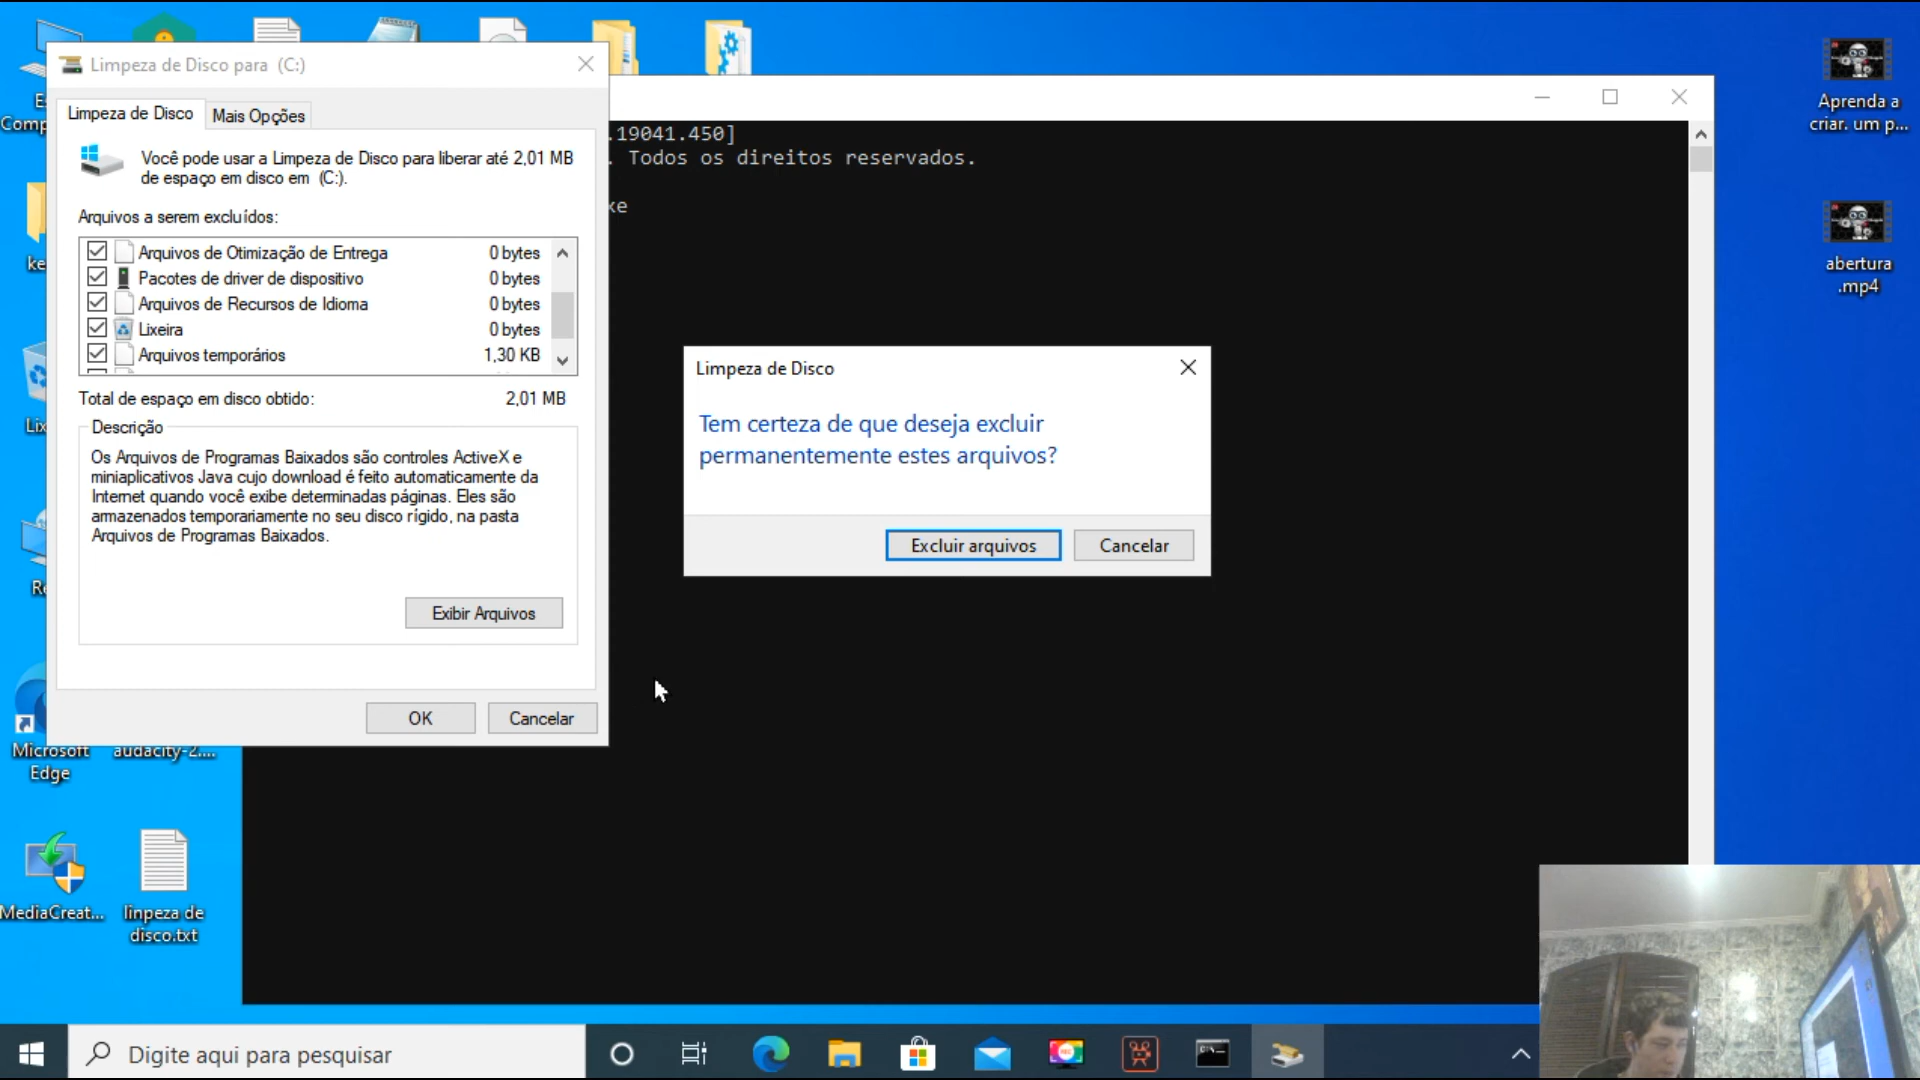 Limpeza de Disco para (C:)
Limpeza de Disco
Mais Opções
Você pode usar a Limpeza de Disco para liberar até 2,01 MB
de espaço em disco em (C:).
Arquivos a serem excluídos:
Arquivos de Otimização de Entrega 0 bytes
Pacotes de driver de dispositivo 0 bytes
Arquivos de Recursos de Idioma 0 bytes
Lixeira 0 bytes
Arquivos temporários 1,30 KB
Total de espaço em disco obtido: 2,01 MB
Descrição
Os Arquivos de Programas Baixados são controles ActiveX e
miniaplicativos Java cujo download é feito automaticamente da
Internet quando você exibe determinadas páginas. Eles são
armazenados temporariamente no seu disco rígido, na pasta
Arquivos de Programas Baixados.
Exibir Arquivos
OK
Cancelar
.19041.450]
. Todos os direitos reservados.
xe
Limpeza de Disco
Tem certeza de que deseja excluir
permanentemente estes arquivos?
Excluir arquivos
Cancelar
Aprenda a
criar. um p...
abertura
.mp4
Comp
ke
Lix
Microsoft
Edge
audacity-2....
MediaCreat...
linpeza de
disco.txt
Digite aqui para pesquisar